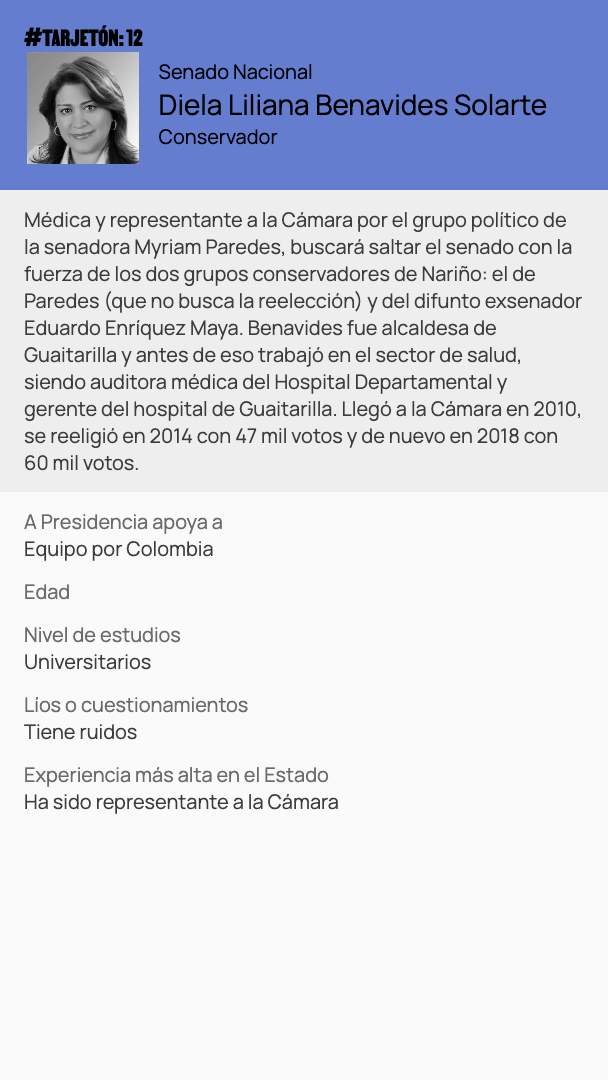 #TARJETÓN: 12
Senado Nacional
Diela Liliana Benavides Solarte
Conservador
Médica y representante a la Cámara por el grupo político de
la senadora Myriam Paredes, buscará saltar el senado con la
fuerza de los dos grupos conservadores de Nariño: el de
Paredes (que no busca la reelección) y del difunto exsenador
Eduardo Enríquez Maya. Benavides fue alcaldesa de
Guaitarilla y antes de eso trabajó en el sector de salud,
siendo auditora médica del Hospital Departamental y
gerente del hospital de Guaitarilla. Llegó a la Cámara en 2010,
se reeligió en 2014 con 47 mil votos y de nuevo en 2018 con
60 mil votos.
A Presidencia apoya a
Equipo por Colombia
Edad
Nivel de estudios
Universitarios
Líos o cuestionamientos
Tiene ruidos
Experiencia más alta en el Estado
Ha sido representante a la Cámara